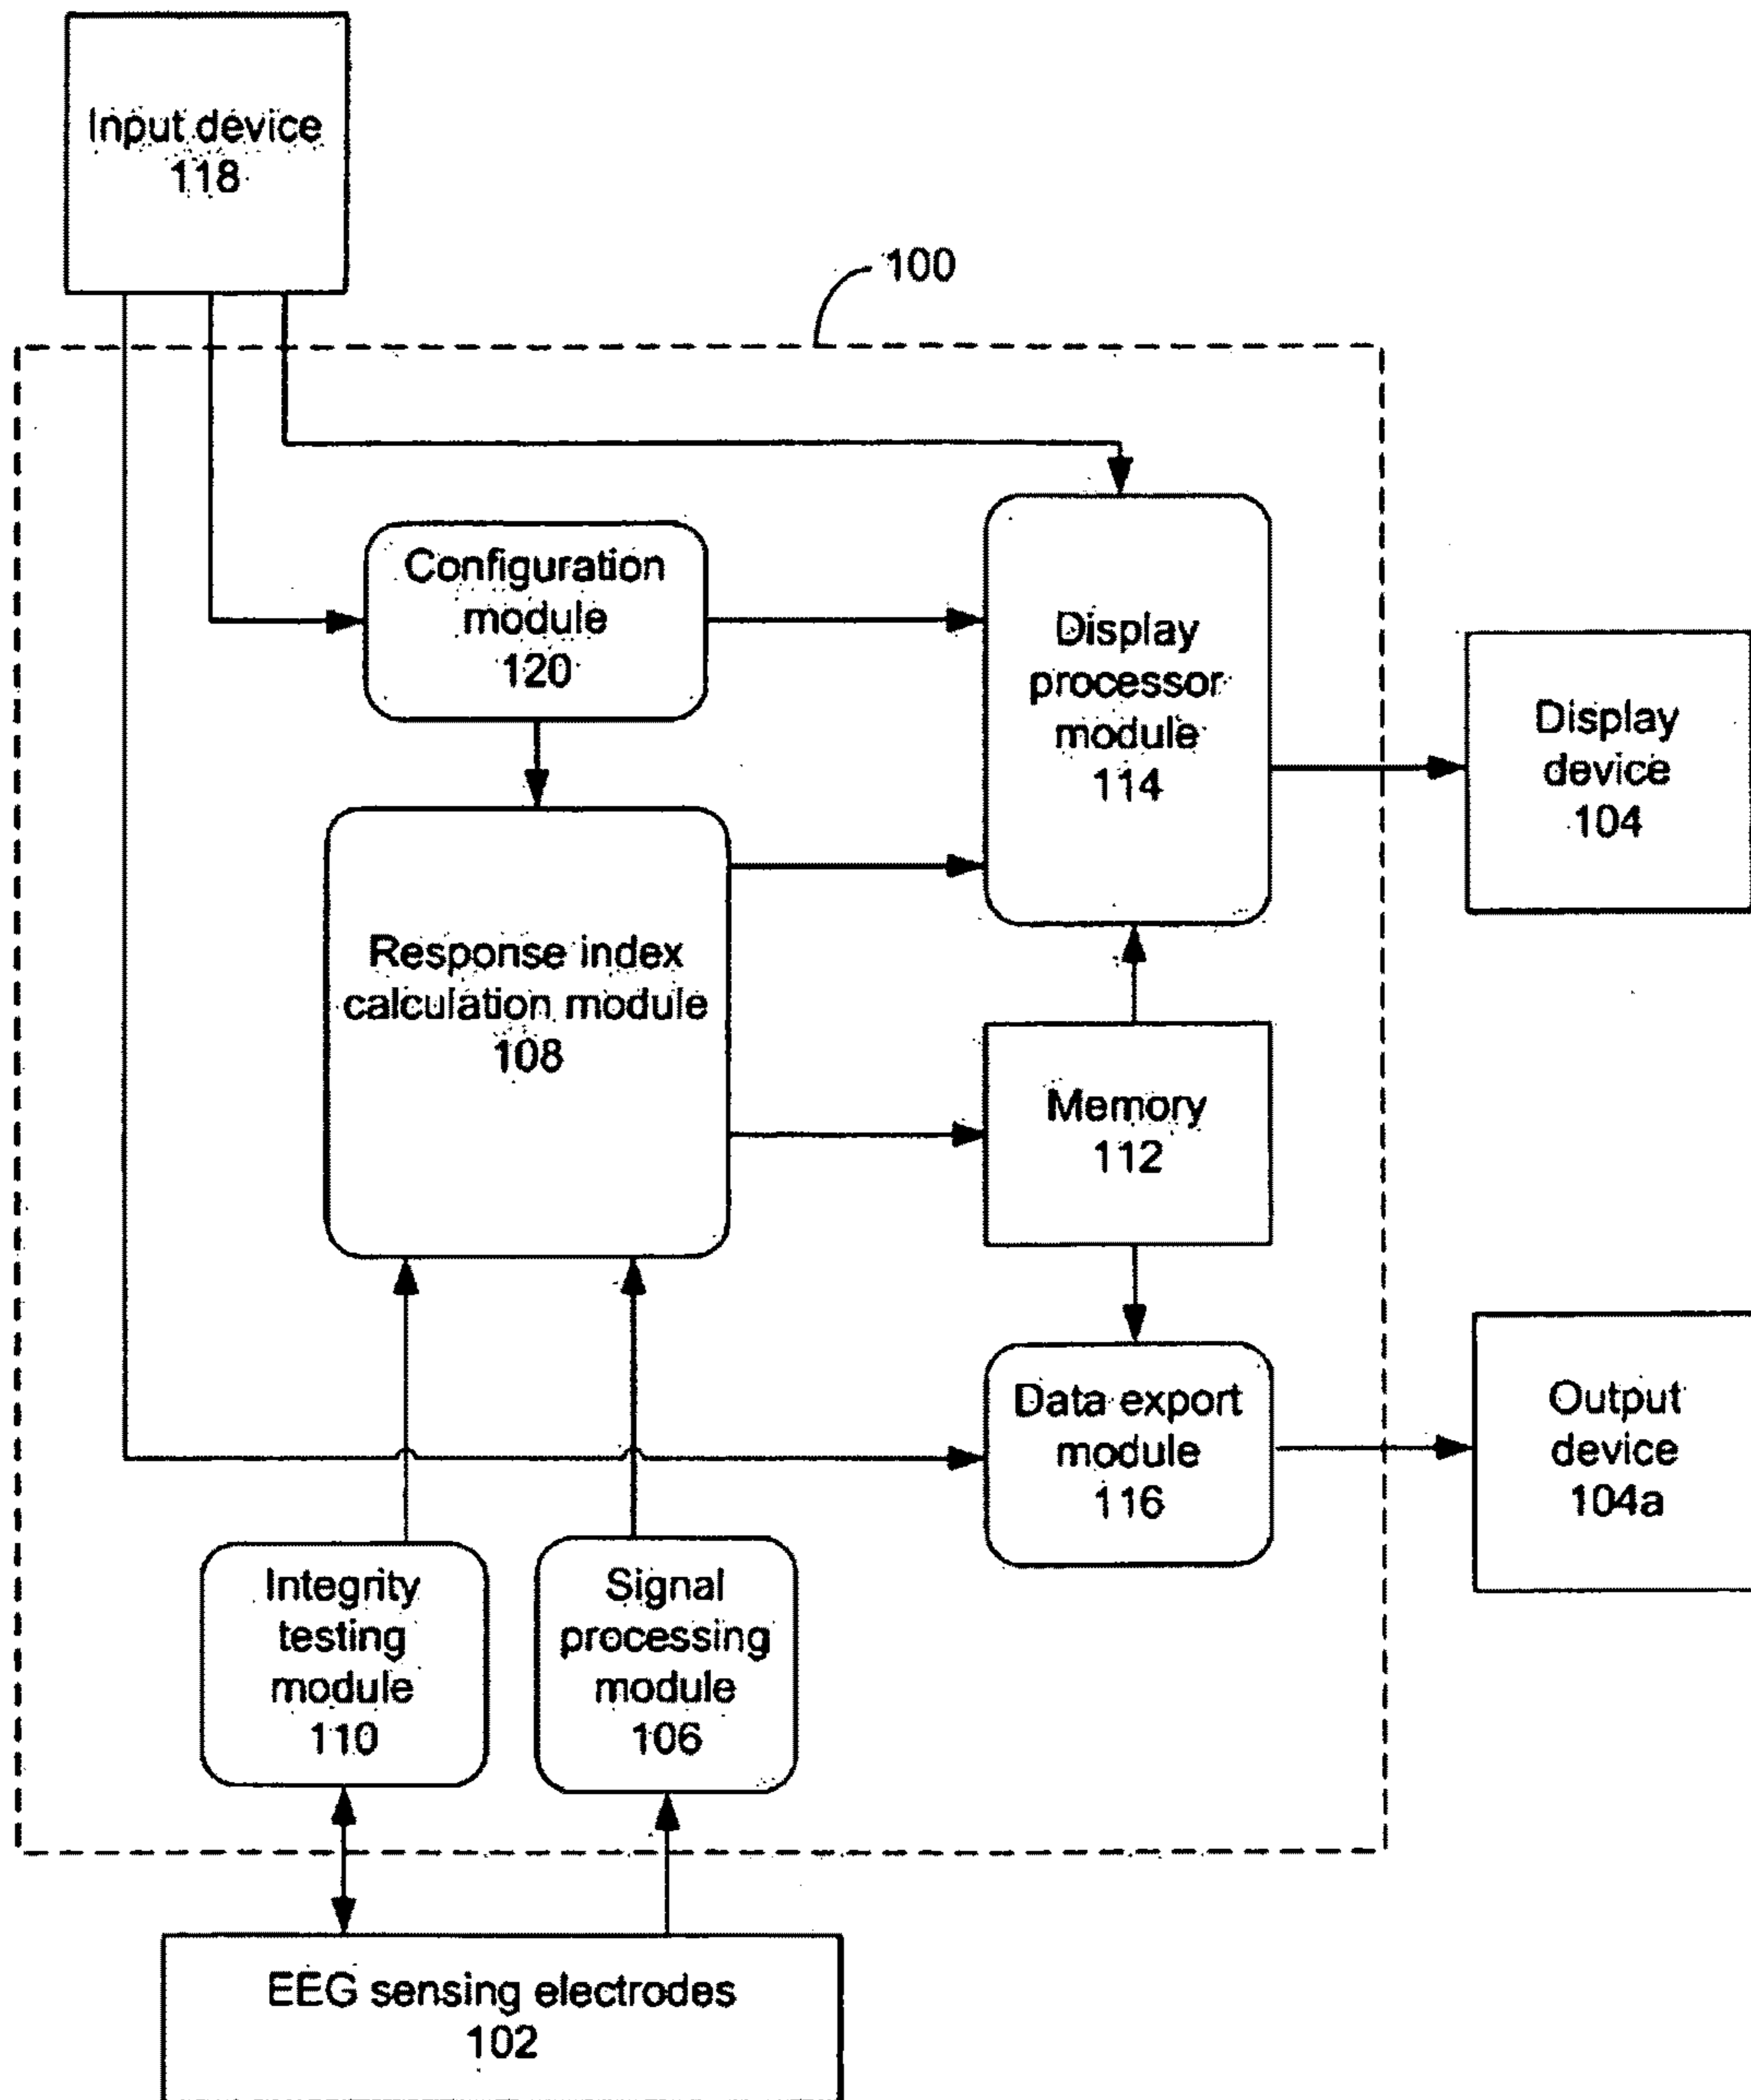 Input device
118
100
Configuration
module
120
Display
processor
module
114
Display
device
104
Response index
calculation module
108
Memory
112
Data export
module
116
Output
device
104a
Integrity
testing
module
110
Signal
processing
module
106
EEG sensing electrodes
102